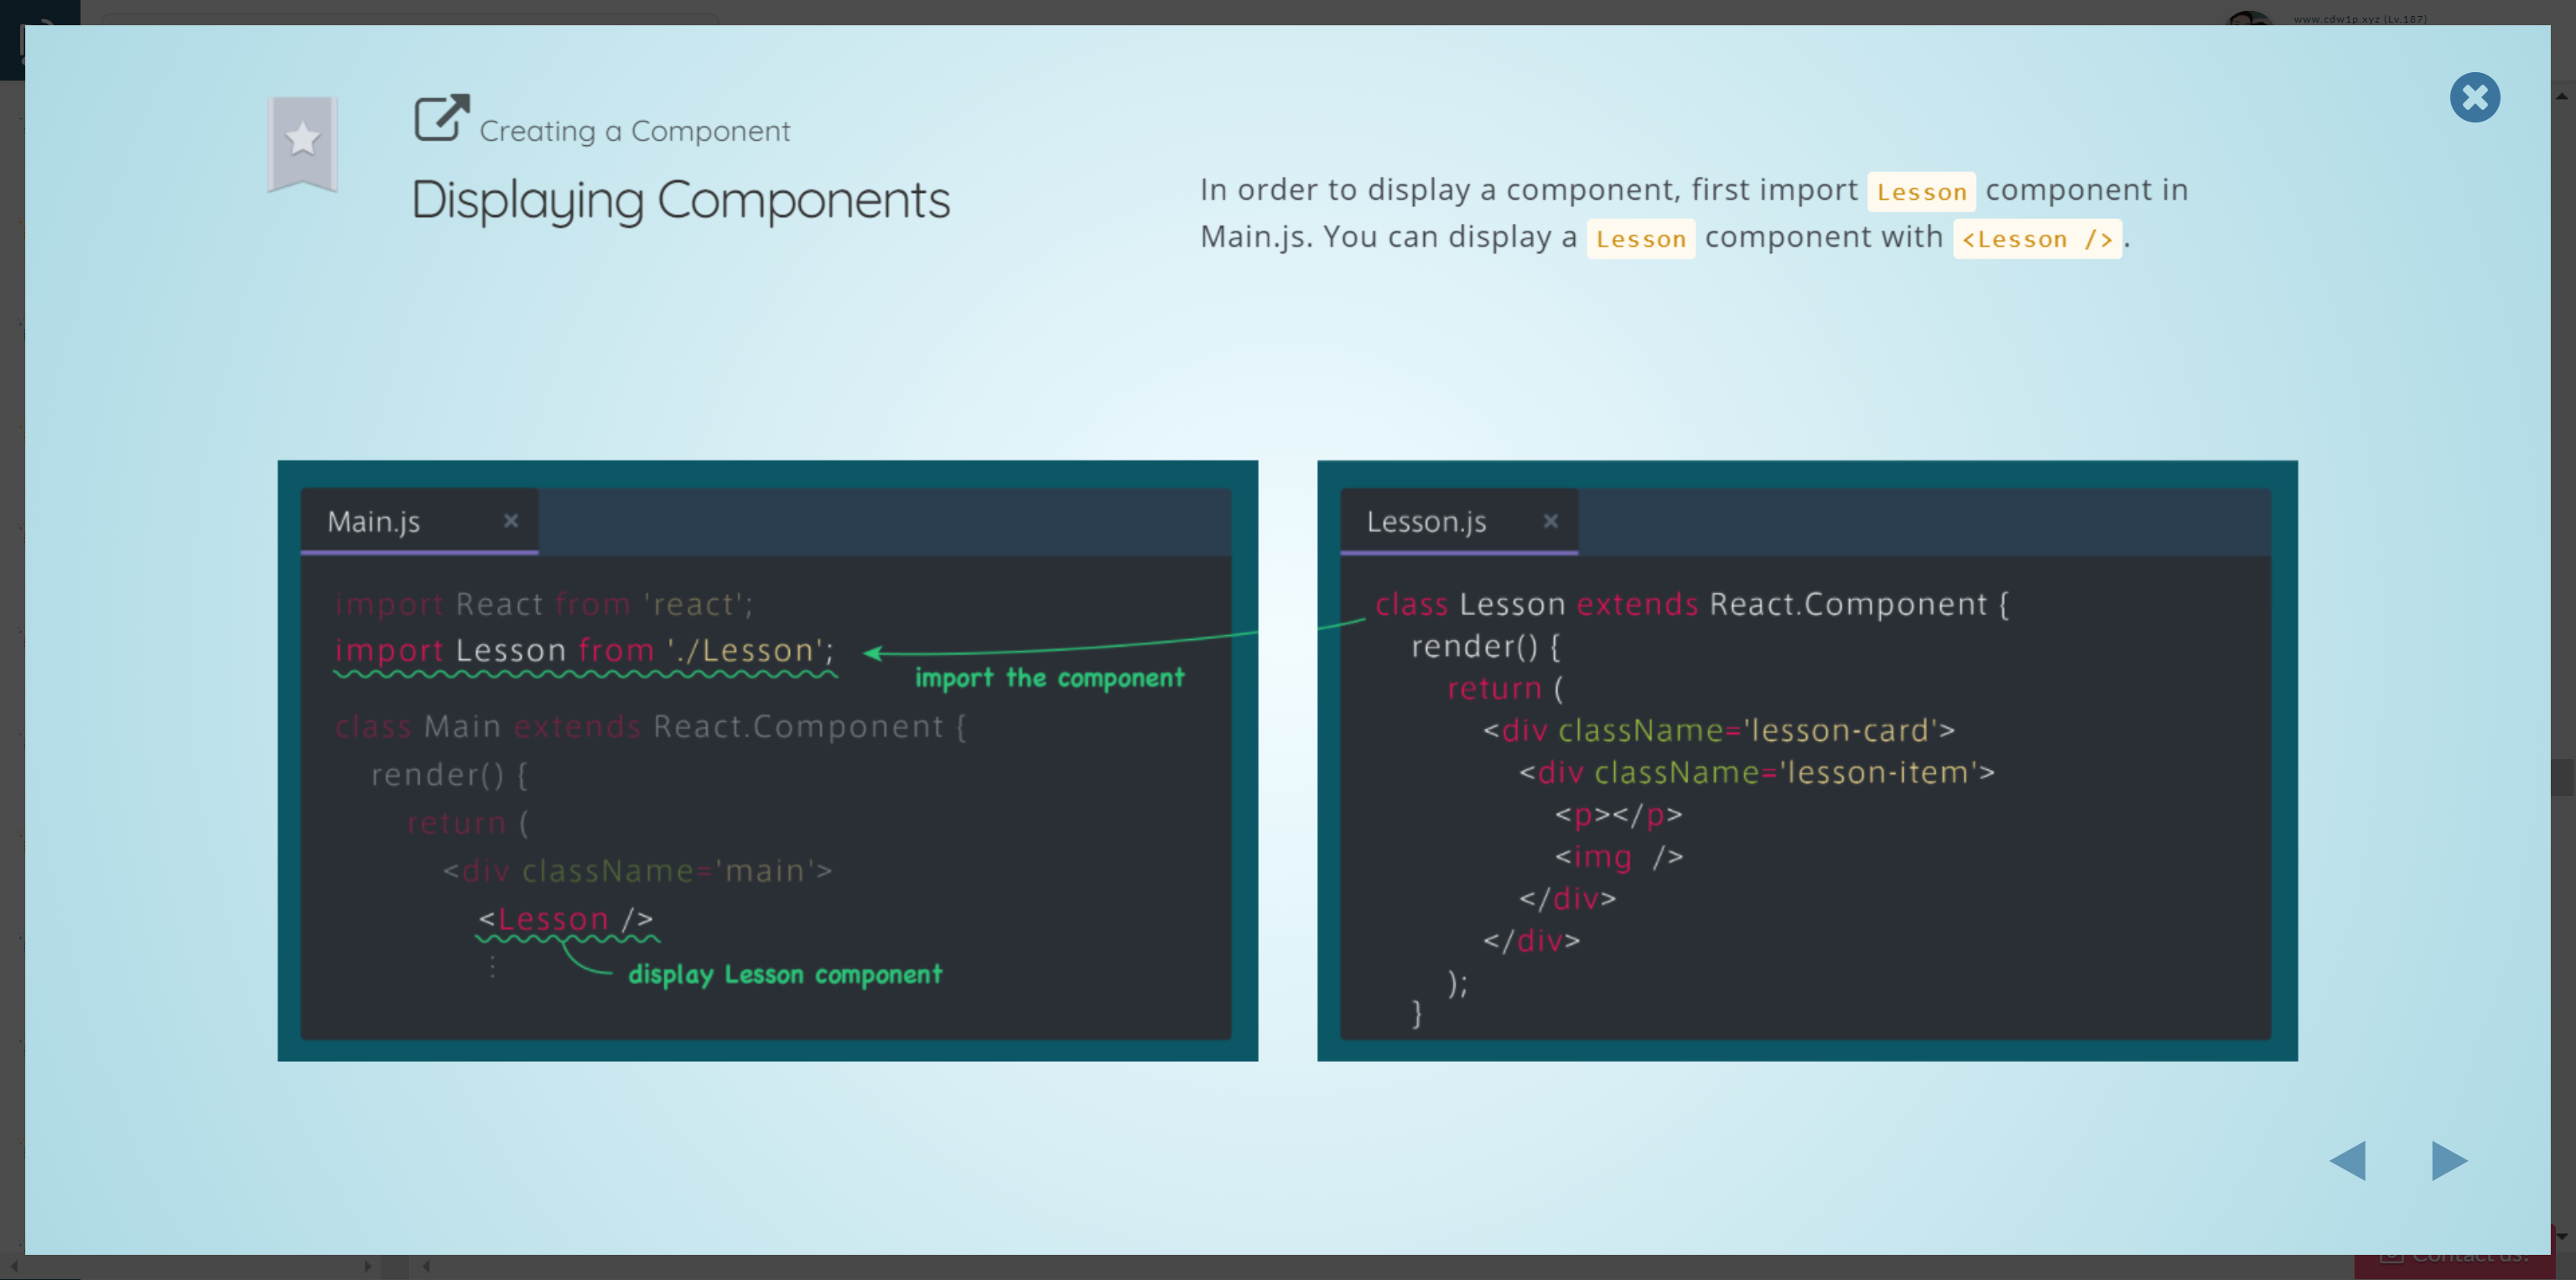 www.cdw1p.xyz (Lv.187)
Creating a Component
Displaying Components
In order to display a component, first import Lesson component in
Main.js. You can display a Lesson component with <Lesson />.
Main.js
import React from 'react';
import Lesson from './Lesson';
import the component
class Main extends React.Component {
render() {
return (
<div className='main'>
<Lesson />
display Lesson component
Lesson.js
class Lesson extends React.Component {
render() {
return (
<div className='lesson-card'>
<div className='lesson-item'>
<p></p>
<img />
</div>
</div>
);
}
Contact us!